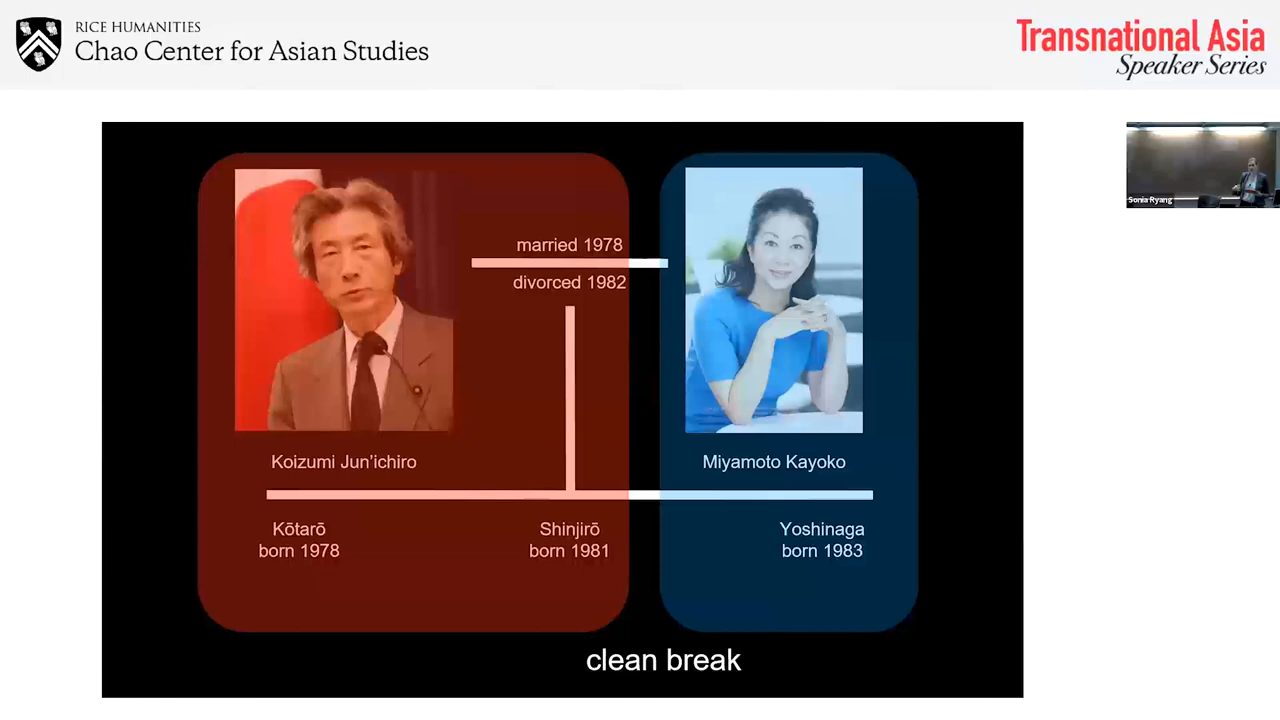 RICE HUMANITIES
Chao Center for Asian Studies
Transnational Asia
Speaker Series
Sonia Ryang
married 1978
divorced 1982
Koizumi Jun’ichiro
Miyamoto Kayoko
Kōtarō
born 1978
Shinjirō
born 1981
Yoshinaga
born 1983
clean break